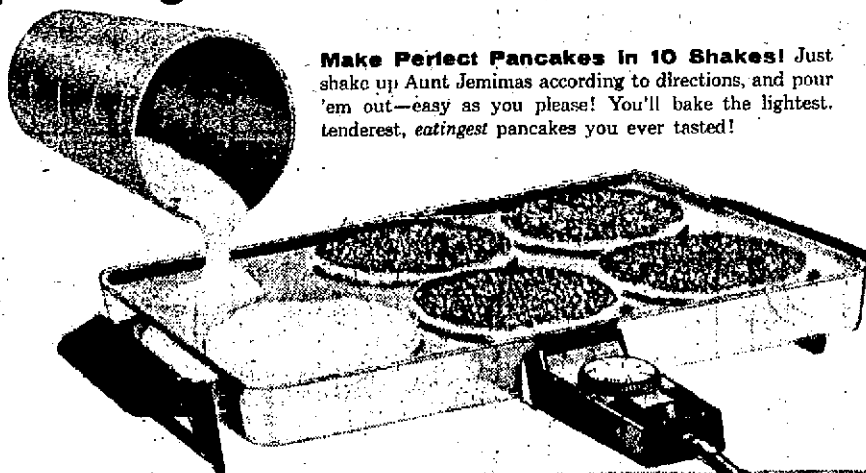 Make Perfect Pancakes in 10 Shakes! Just
shake up Aunt Jemimas according to directions, and pour
'em out—easy as you please! You'll bake the lightest,
tenderest, eatingest pancakes you ever tasted!